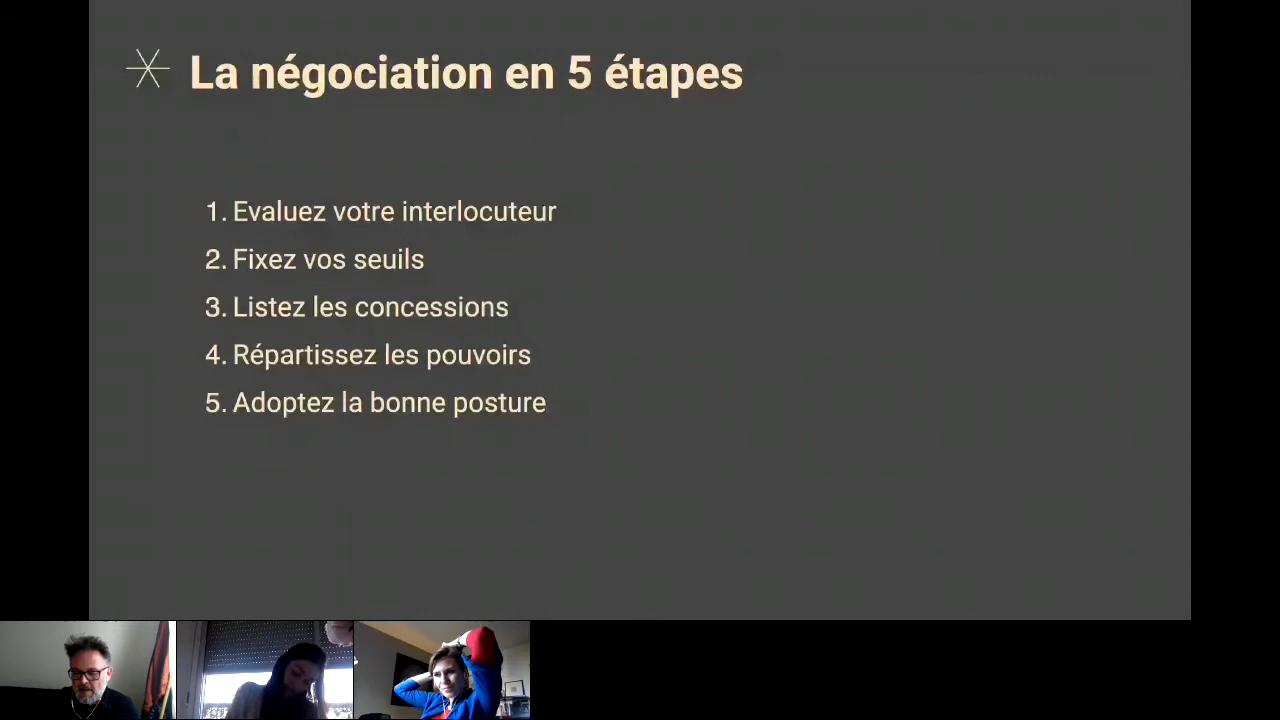 La négociation en 5 étapes
1. Evaluez votre interlocuteur
2. Fixez vos seuils
3. Listez les concessions
4. Répartissez les pouvoirs
5. Adoptez la bonne posture